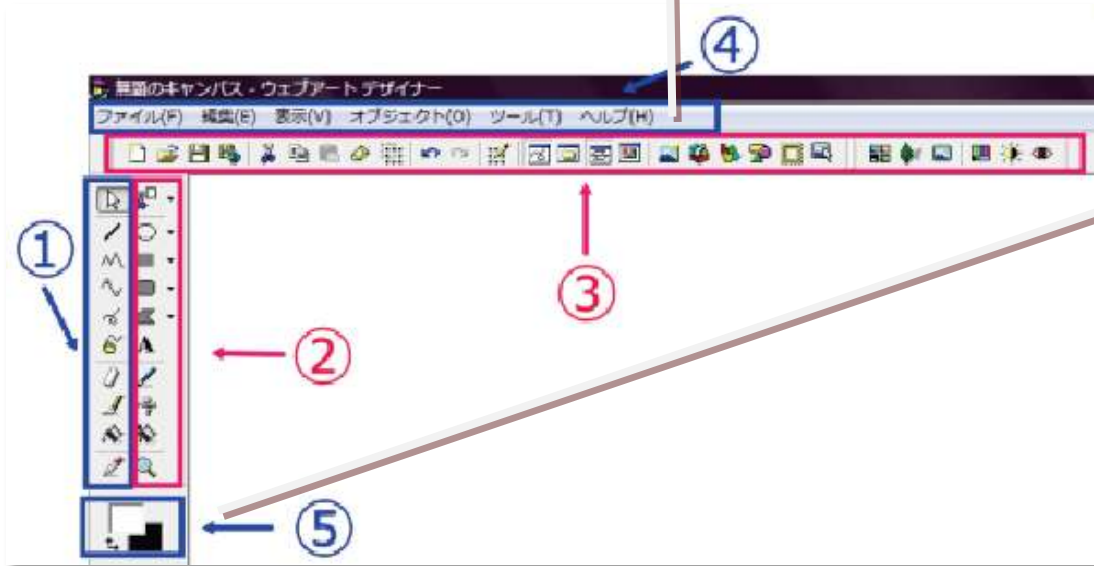 ④
無題のキャンバス - ウェブアート デザイナー
ファイル(F) 編集(E) 表示(V) オブジェクト(O) ツール(T) ヘルプ(H)
①
③
②
A
⑤